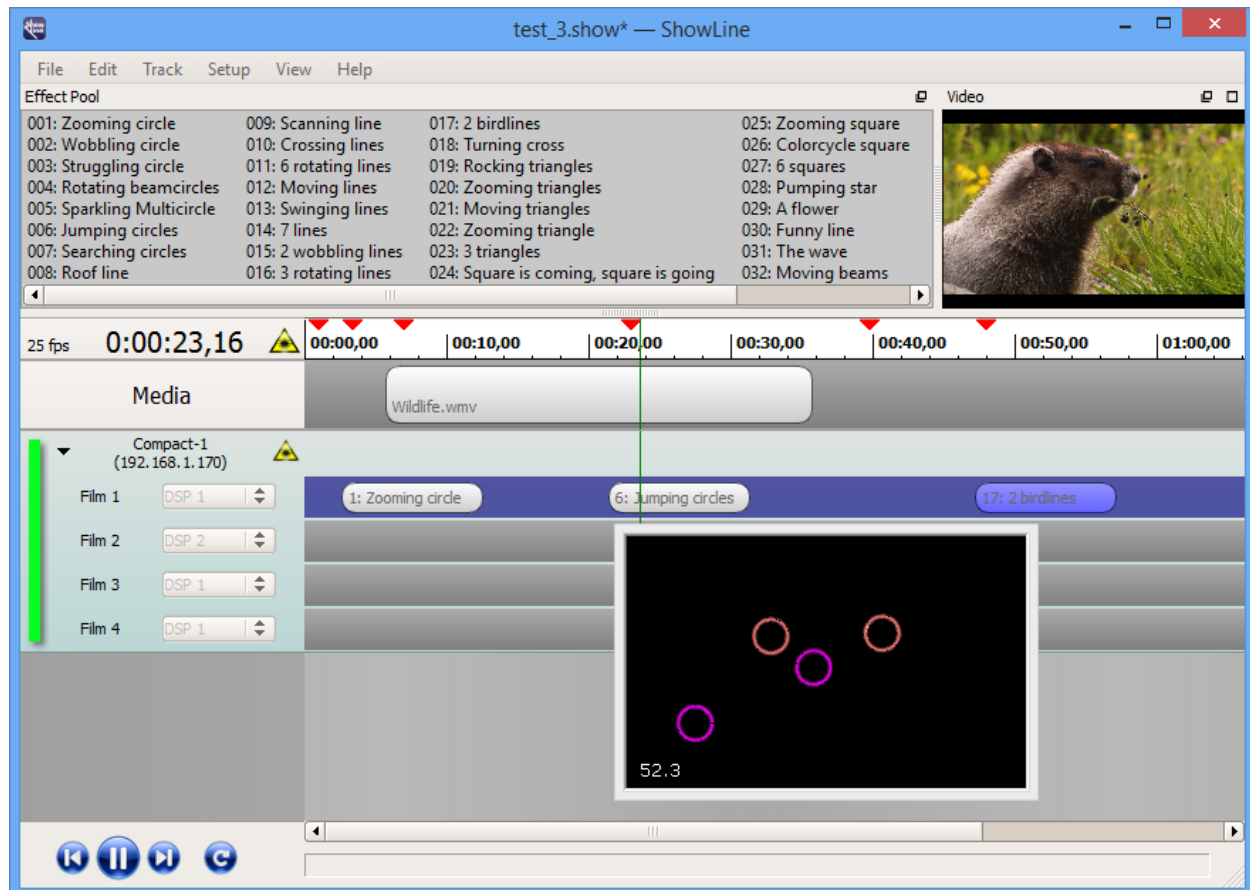 test_3.show* — ShowLine
File Edit Track Setup View Help
Effect Pool
Video
001: Zooming circle
002: Wobbling circle
003: Struggling circle
004: Rotating beamcircles
005: Sparkling Multicircle
006: Jumping circles
007: Searching circles
008: Roof line
009: Scanning line
010: Crossing lines
011: 6 rotating lines
012: Moving lines
013: Swinging lines
014: 7 lines
015: 2 wobbling lines
016: 3 rotating lines
017: 2 birdlines
018: Turning cross
019: Rocking triangles
020: Zooming triangles
021: Moving triangles
022: Zooming triangle
023: 3 triangles
024: Square is coming, square is going
025: Zooming square
026: Colorcycle square
027: 6 squares
028: Pumping star
029: A flower
030: Funny line
031: The wave
032: Moving beams
25 fps 0:00:23,16 00:00,00 00:10,00 00:20,00 00:30,00 00:40,00 00:50,00 01:00,00
Media
Wildlife.wmv
Compact-1
(192.168.1.170)
Film 1 DSP 1 1: Zooming circle 6: Jumping circles 17: 2 birdlines
Film 2 DSP 2
Film 3 DSP 1
Film 4 DSP 1
52.3